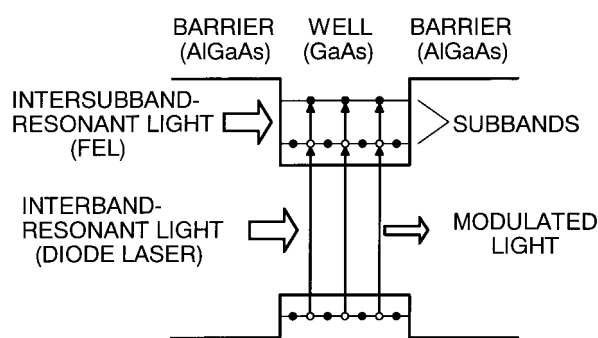 BARRIER WELL BARRIER
(AlGaAs) (GaAs) (AlGaAs)
INTERSUBBAND-
RESONANT LIGHT
(FEL)
SUBBANDS
INTERBAND-
RESONANT LIGHT
(DIODE LASER)
MODULATED
LIGHT